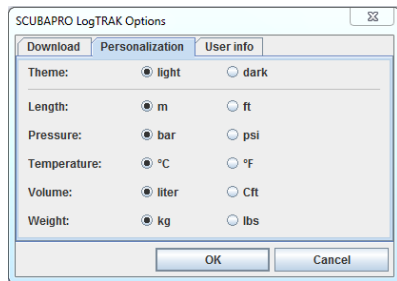 SCUBAPRO LogTRAK Options
Download Personalization User info
Theme: light dark
Length: m ft
Pressure: bar psi
Temperature: °C °F
Volume: liter Cft
Weight: kg lbs
OK Cancel